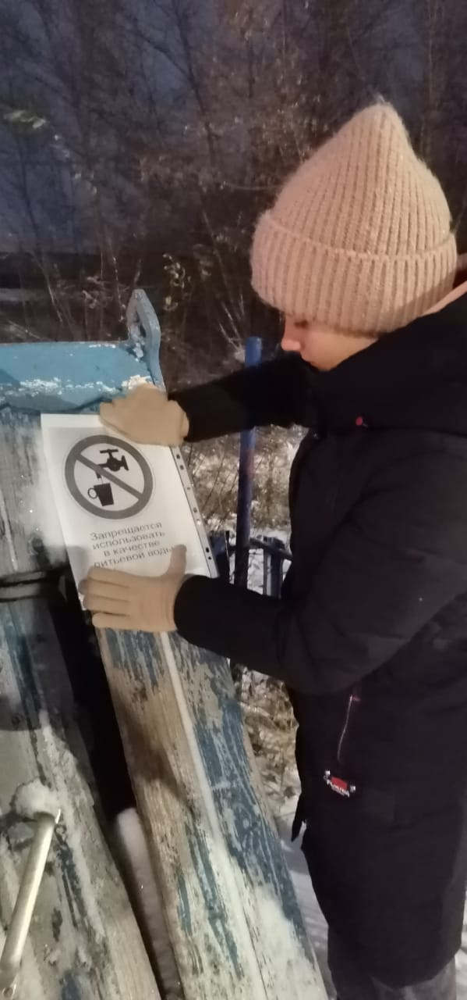 Запрещается
использовать
в качестве
питьевой воды